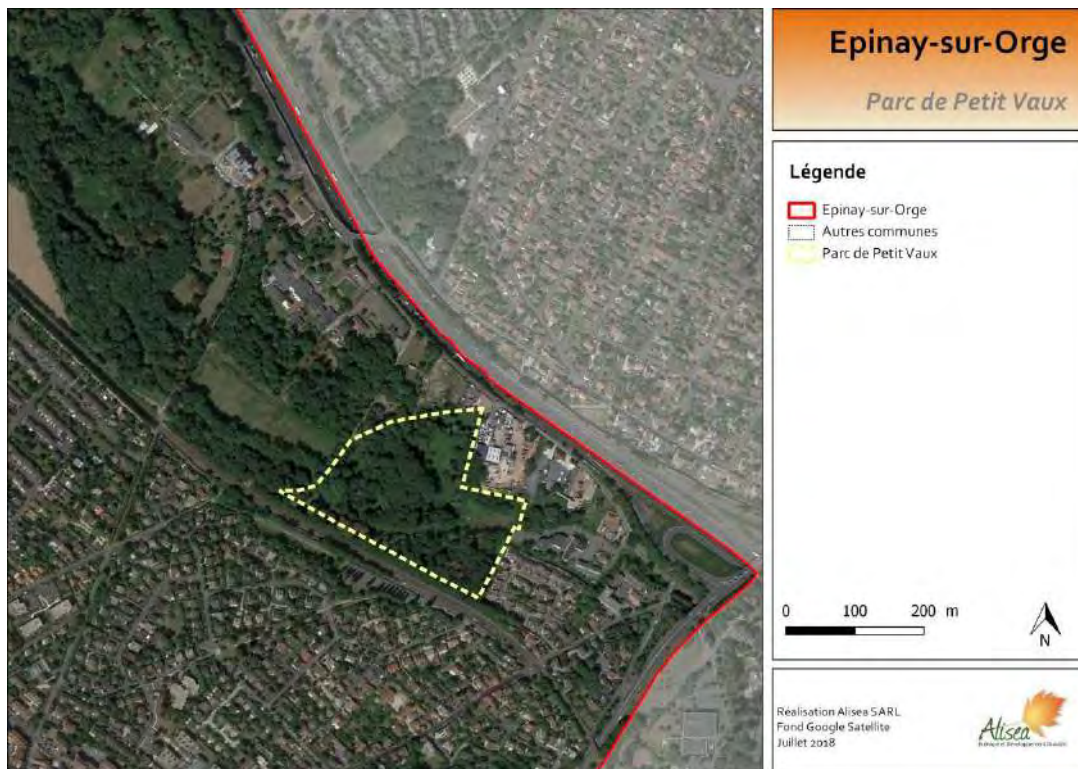 Epinay-sur-Orge
Parc de Petit Vaux
Légende
Epinay-sur-Orge
Autres communes
Parc de Petit Vaux
0 100 200 m
N
Réalisation Alisea SARL
Fond Google Satellite
Juillet 2018
Alisea